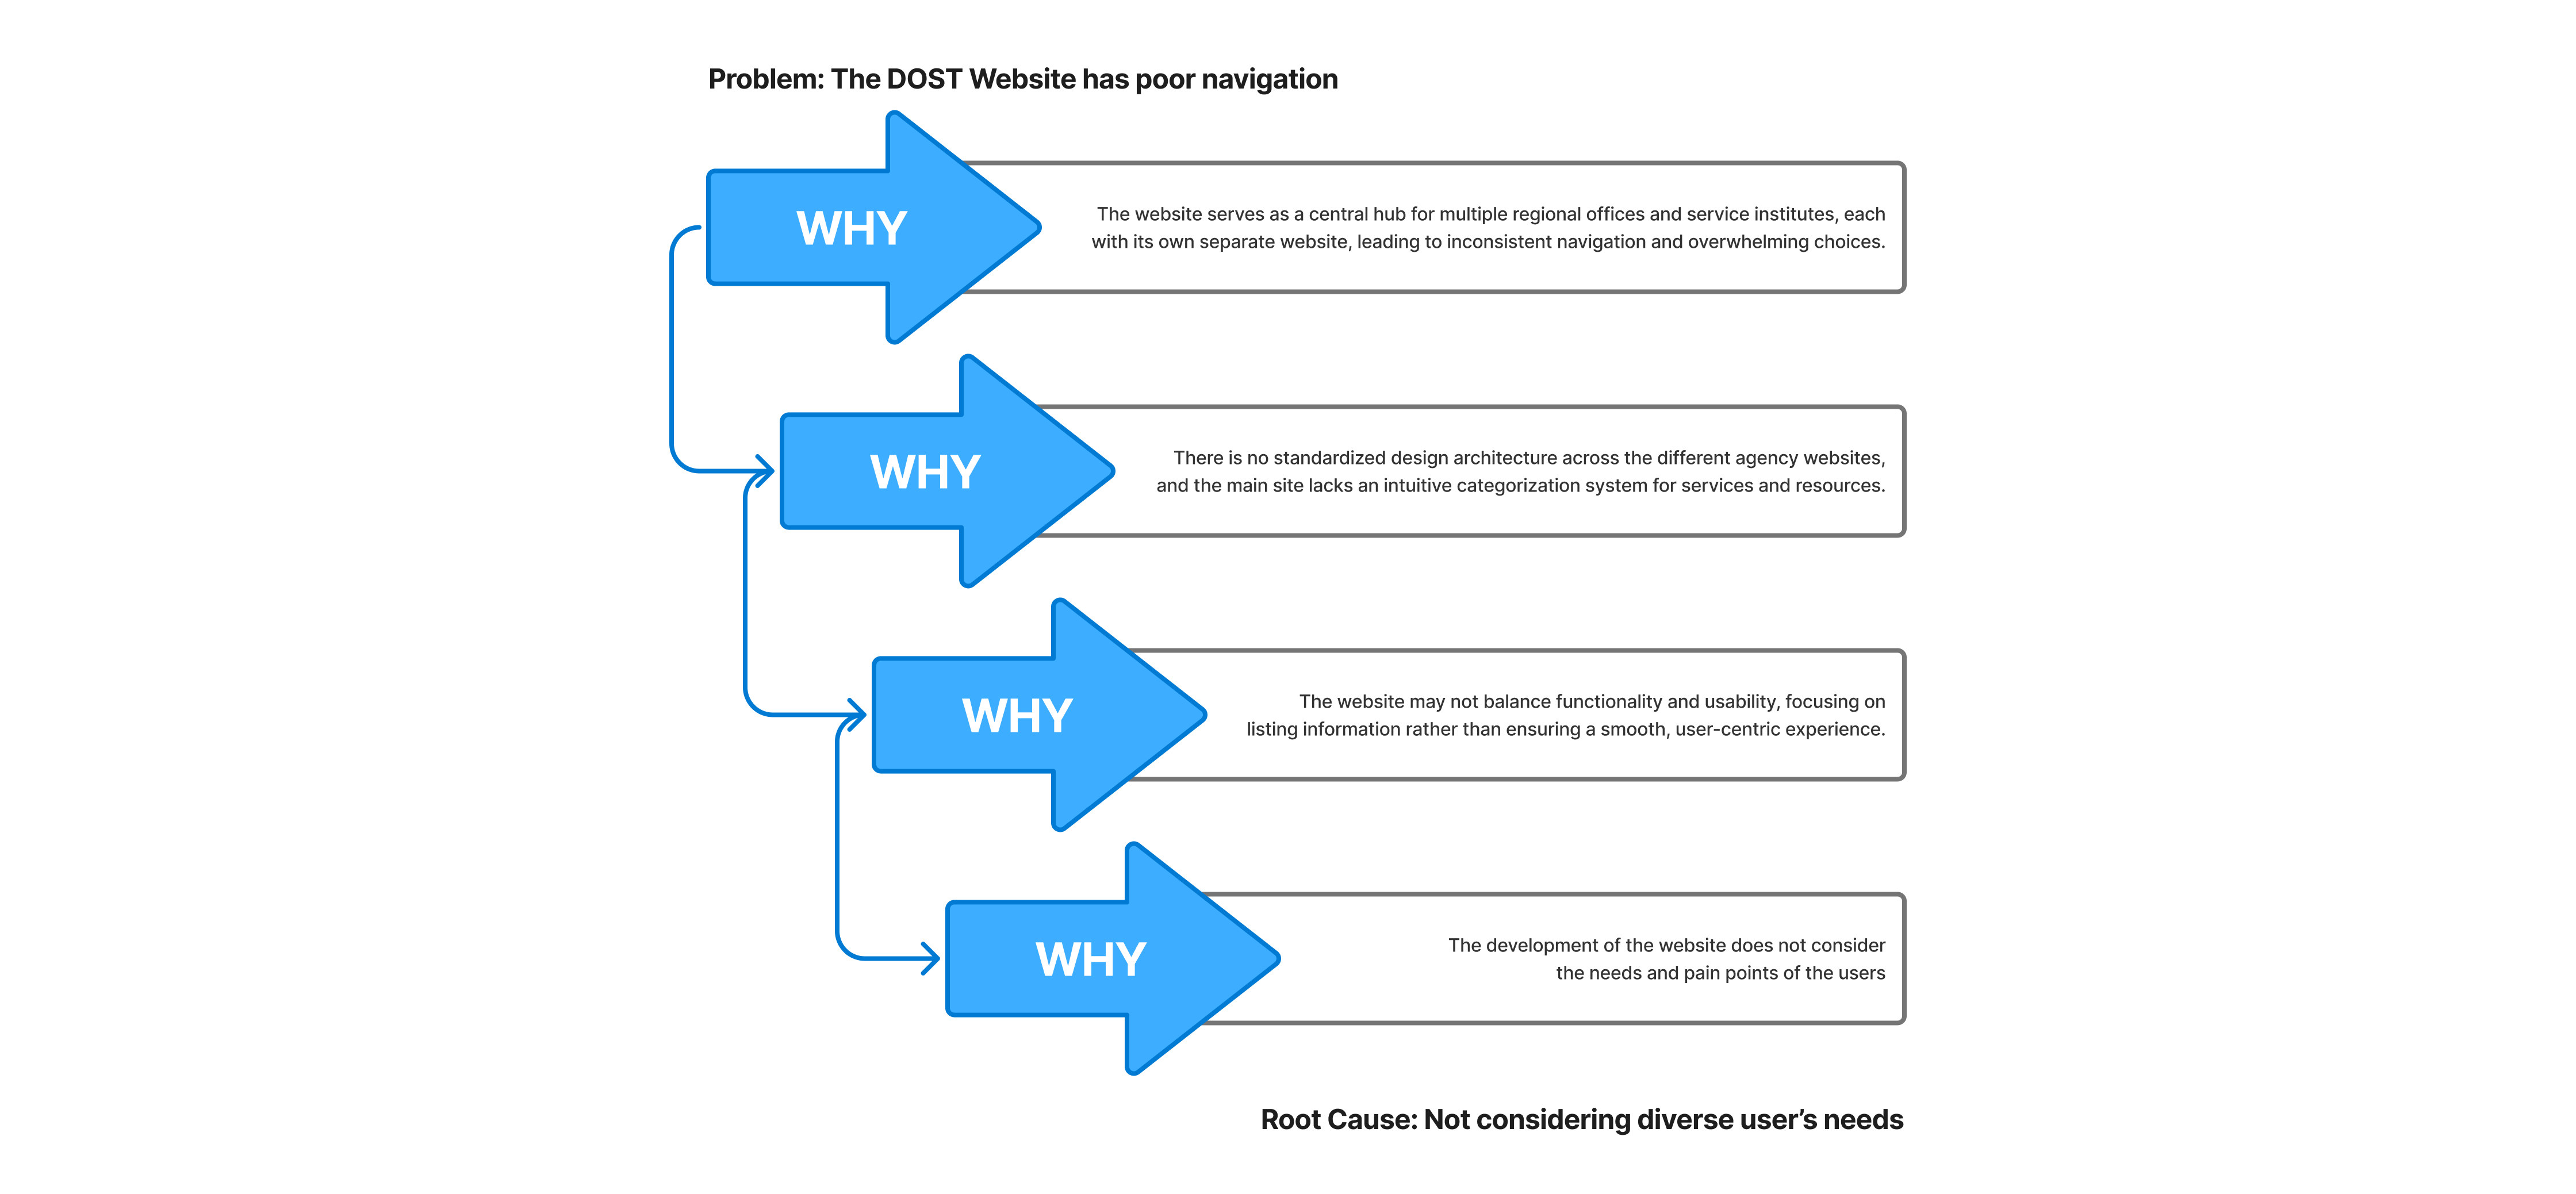 Problem: The DOST Website has poor navigation
WHY
The website serves as a central hub for multiple regional offices and service institutes, each
with its own separate website, leading to inconsistent navigation and overwhelming choices.
WHY
There is no standardized design architecture across the different agency websites,
and the main site lacks an intuitive categorization system for services and resources.
WHY
The website may not balance functionality and usability, focusing on
listing information rather than ensuring a smooth, user-centric experience.
WHY
The development of the website does not consider
the needs and pain points of the users
Root Cause: Not considering diverse user’s needs